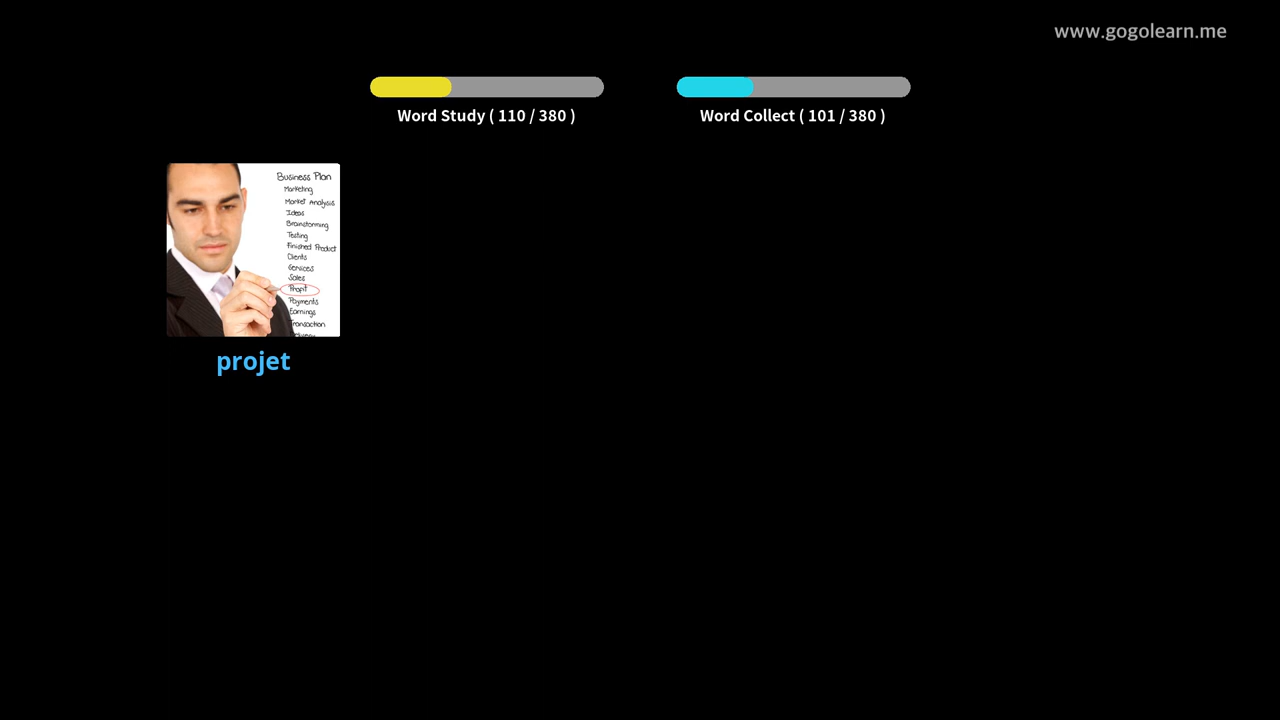 www.gogolearn.me
Word Study ( 110 / 380 )
Word Collect ( 101 / 380 )
Business Plan
Marketing
Market Analysis
Ideas
Brainstorming
Testing
Finished Product
Clients
Services
Sales
Profit
Payments
Earnings
Transaction
Delivery
projet